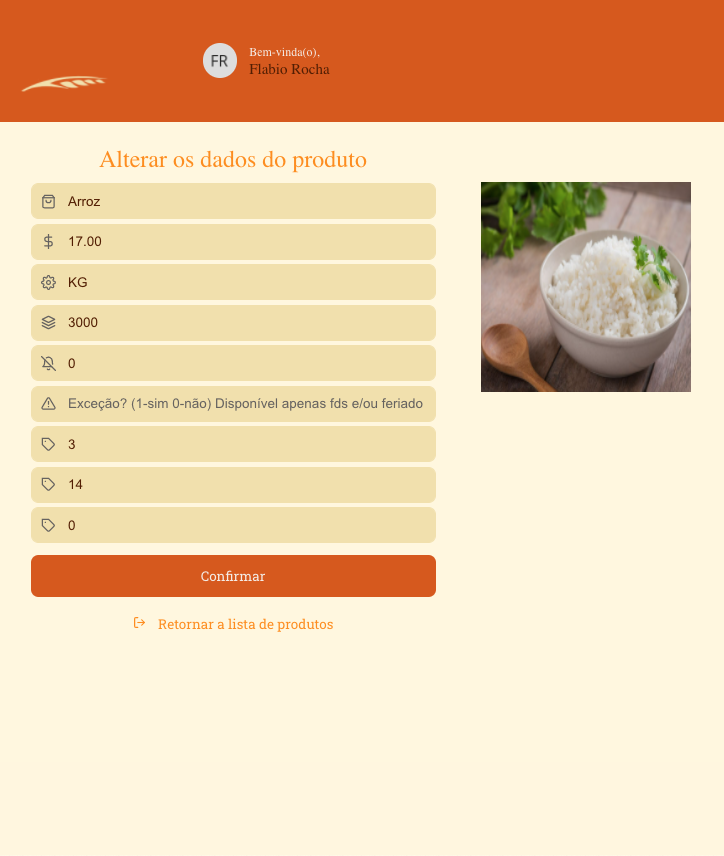 FR
Bem-vinda(o),
Flabio Rocha
Alterar os dados do produto
Arroz
17.00
KG
3000
0
Exceção? (1-sim 0-não) Disponível apenas fds e/ou feriado
3
14
0
Confirmar
Retornar a lista de produtos